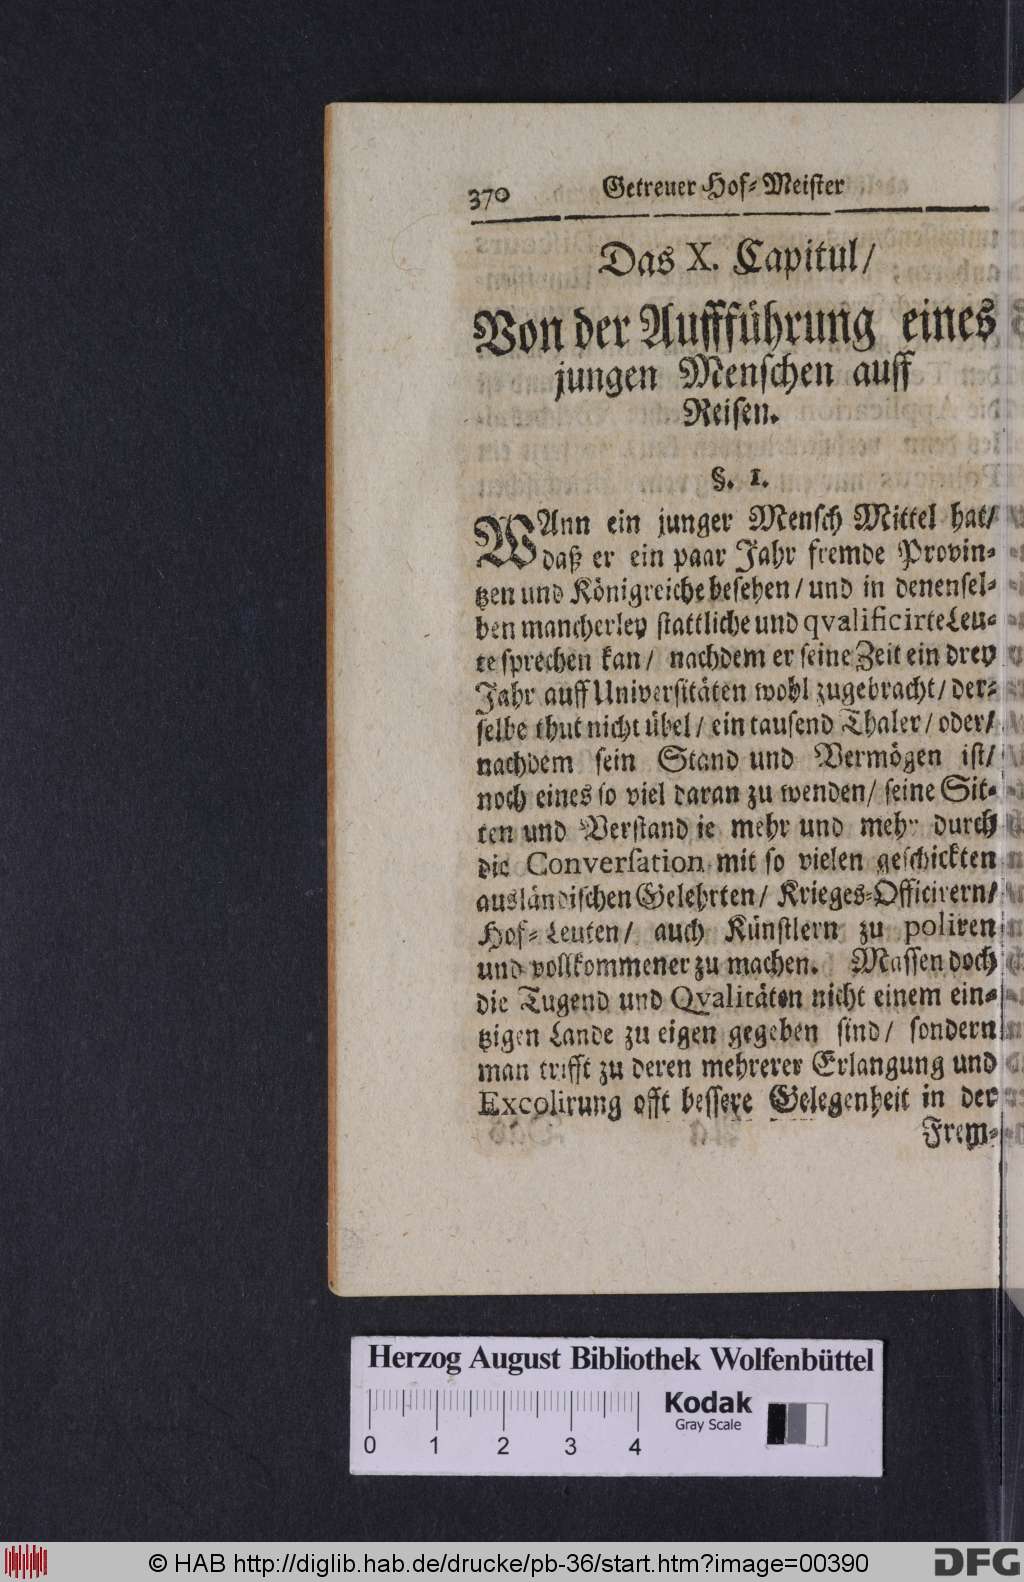 370 Getreuer Hof-Meister
Das X. Capitul/
Von der Auffführung eines
jungen Menschen auff
Reisen.
§. 1.
WAnn ein junger Mensch Mittel hat/
daß er ein paar Jahr fremde Provin-
tzen und Königreiche besehen/ und in denensel-
ben mancherley stattliche und qvalificirte Leu-
te sprechen kan/ nachdem er seine Zeit ein drey
Jahr auff Universitäten wohl zugebracht/ der-
selbe thut nicht übel/ ein tausend Thaler/ oder/
nachdem sein Stand und Vermögen ist/
noch eines so viel daran zu wenden/ seine Sit-
ten und Verstand ie mehr und mehr durch
die Conversation mit so vielen geschickten
ausländischen Gelehrten/ Krieges-Officirern/
Hof-Leuten/ auch Künstlern zu poliren
und vollkommener zu machen. Massen doch
die Tugend und Qvalitäten nicht einem ein-
tzigen Lande zu eigen gegeben sind/ sondern
man trifft zu deren mehrerer Erlangung und
Excolirung offt bessere Gelegenheit in der
Frem-
Herzog August Bibliothek Wolfenbüttel
Kodak
Gray Scale
0 1 2 3 4
© HAB http://diglib.hab.de/drucke/pb-36/start.htm?image=00390
DFG